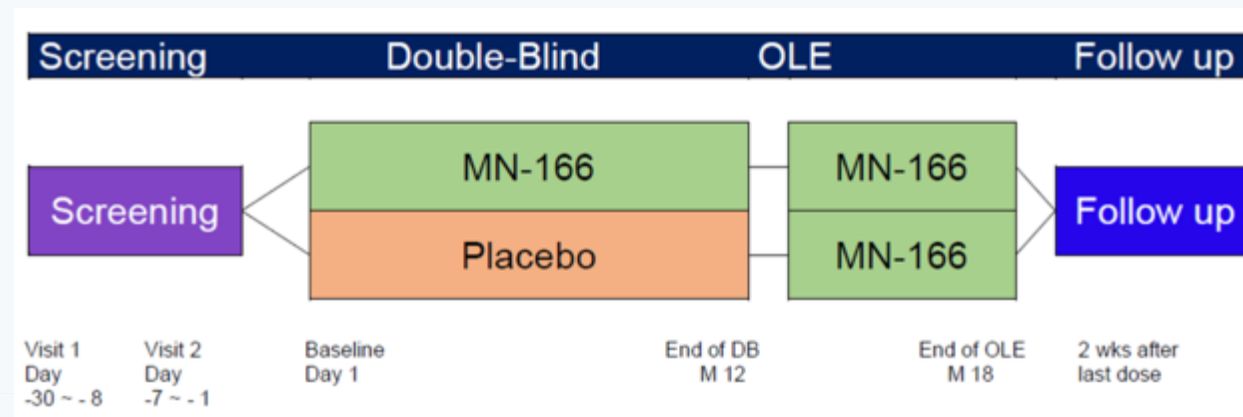 Screening Double-Blind OLE Follow up
MN-166 MN-166
Screening Follow up
Placebo MN-166
Visit 1 Visit 2 Baseline End of DB End of OLE 2 wks after
Day Day Day 1 M 12 M 18 last dose
-30 ~ - 8 -7 ~ - 1